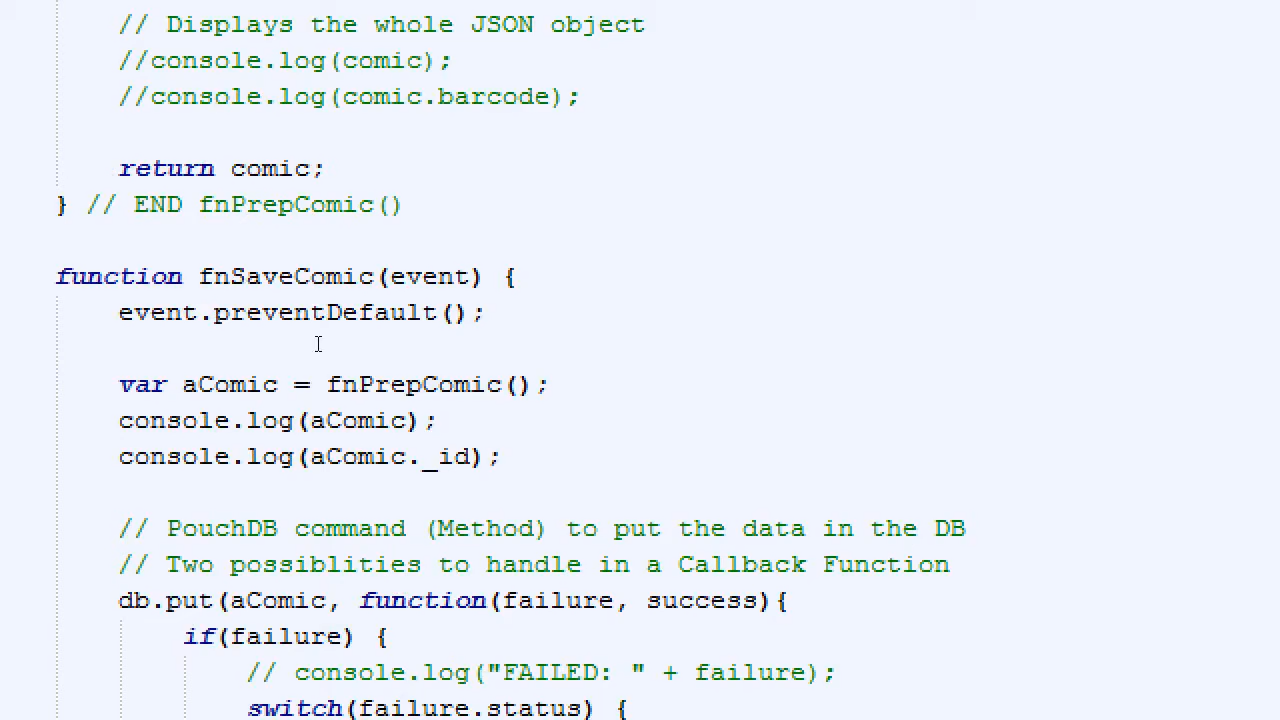 // Displays the whole JSON object
//console.log(comic);
//console.log(comic.barcode);
return comic;
} // END fnPrepComic()
function fnSaveComic(event) {
event.preventDefault();
var aComic = fnPrepComic();
console.log(aComic);
console.log(aComic._id);
// PouchDB command (Method) to put the data in the DB
// Two possiblities to handle in a Callback Function
db.put(aComic, function(failure, success){
if(failure) {
// console.log("FAILED: " + failure);
switch(failure.status) {